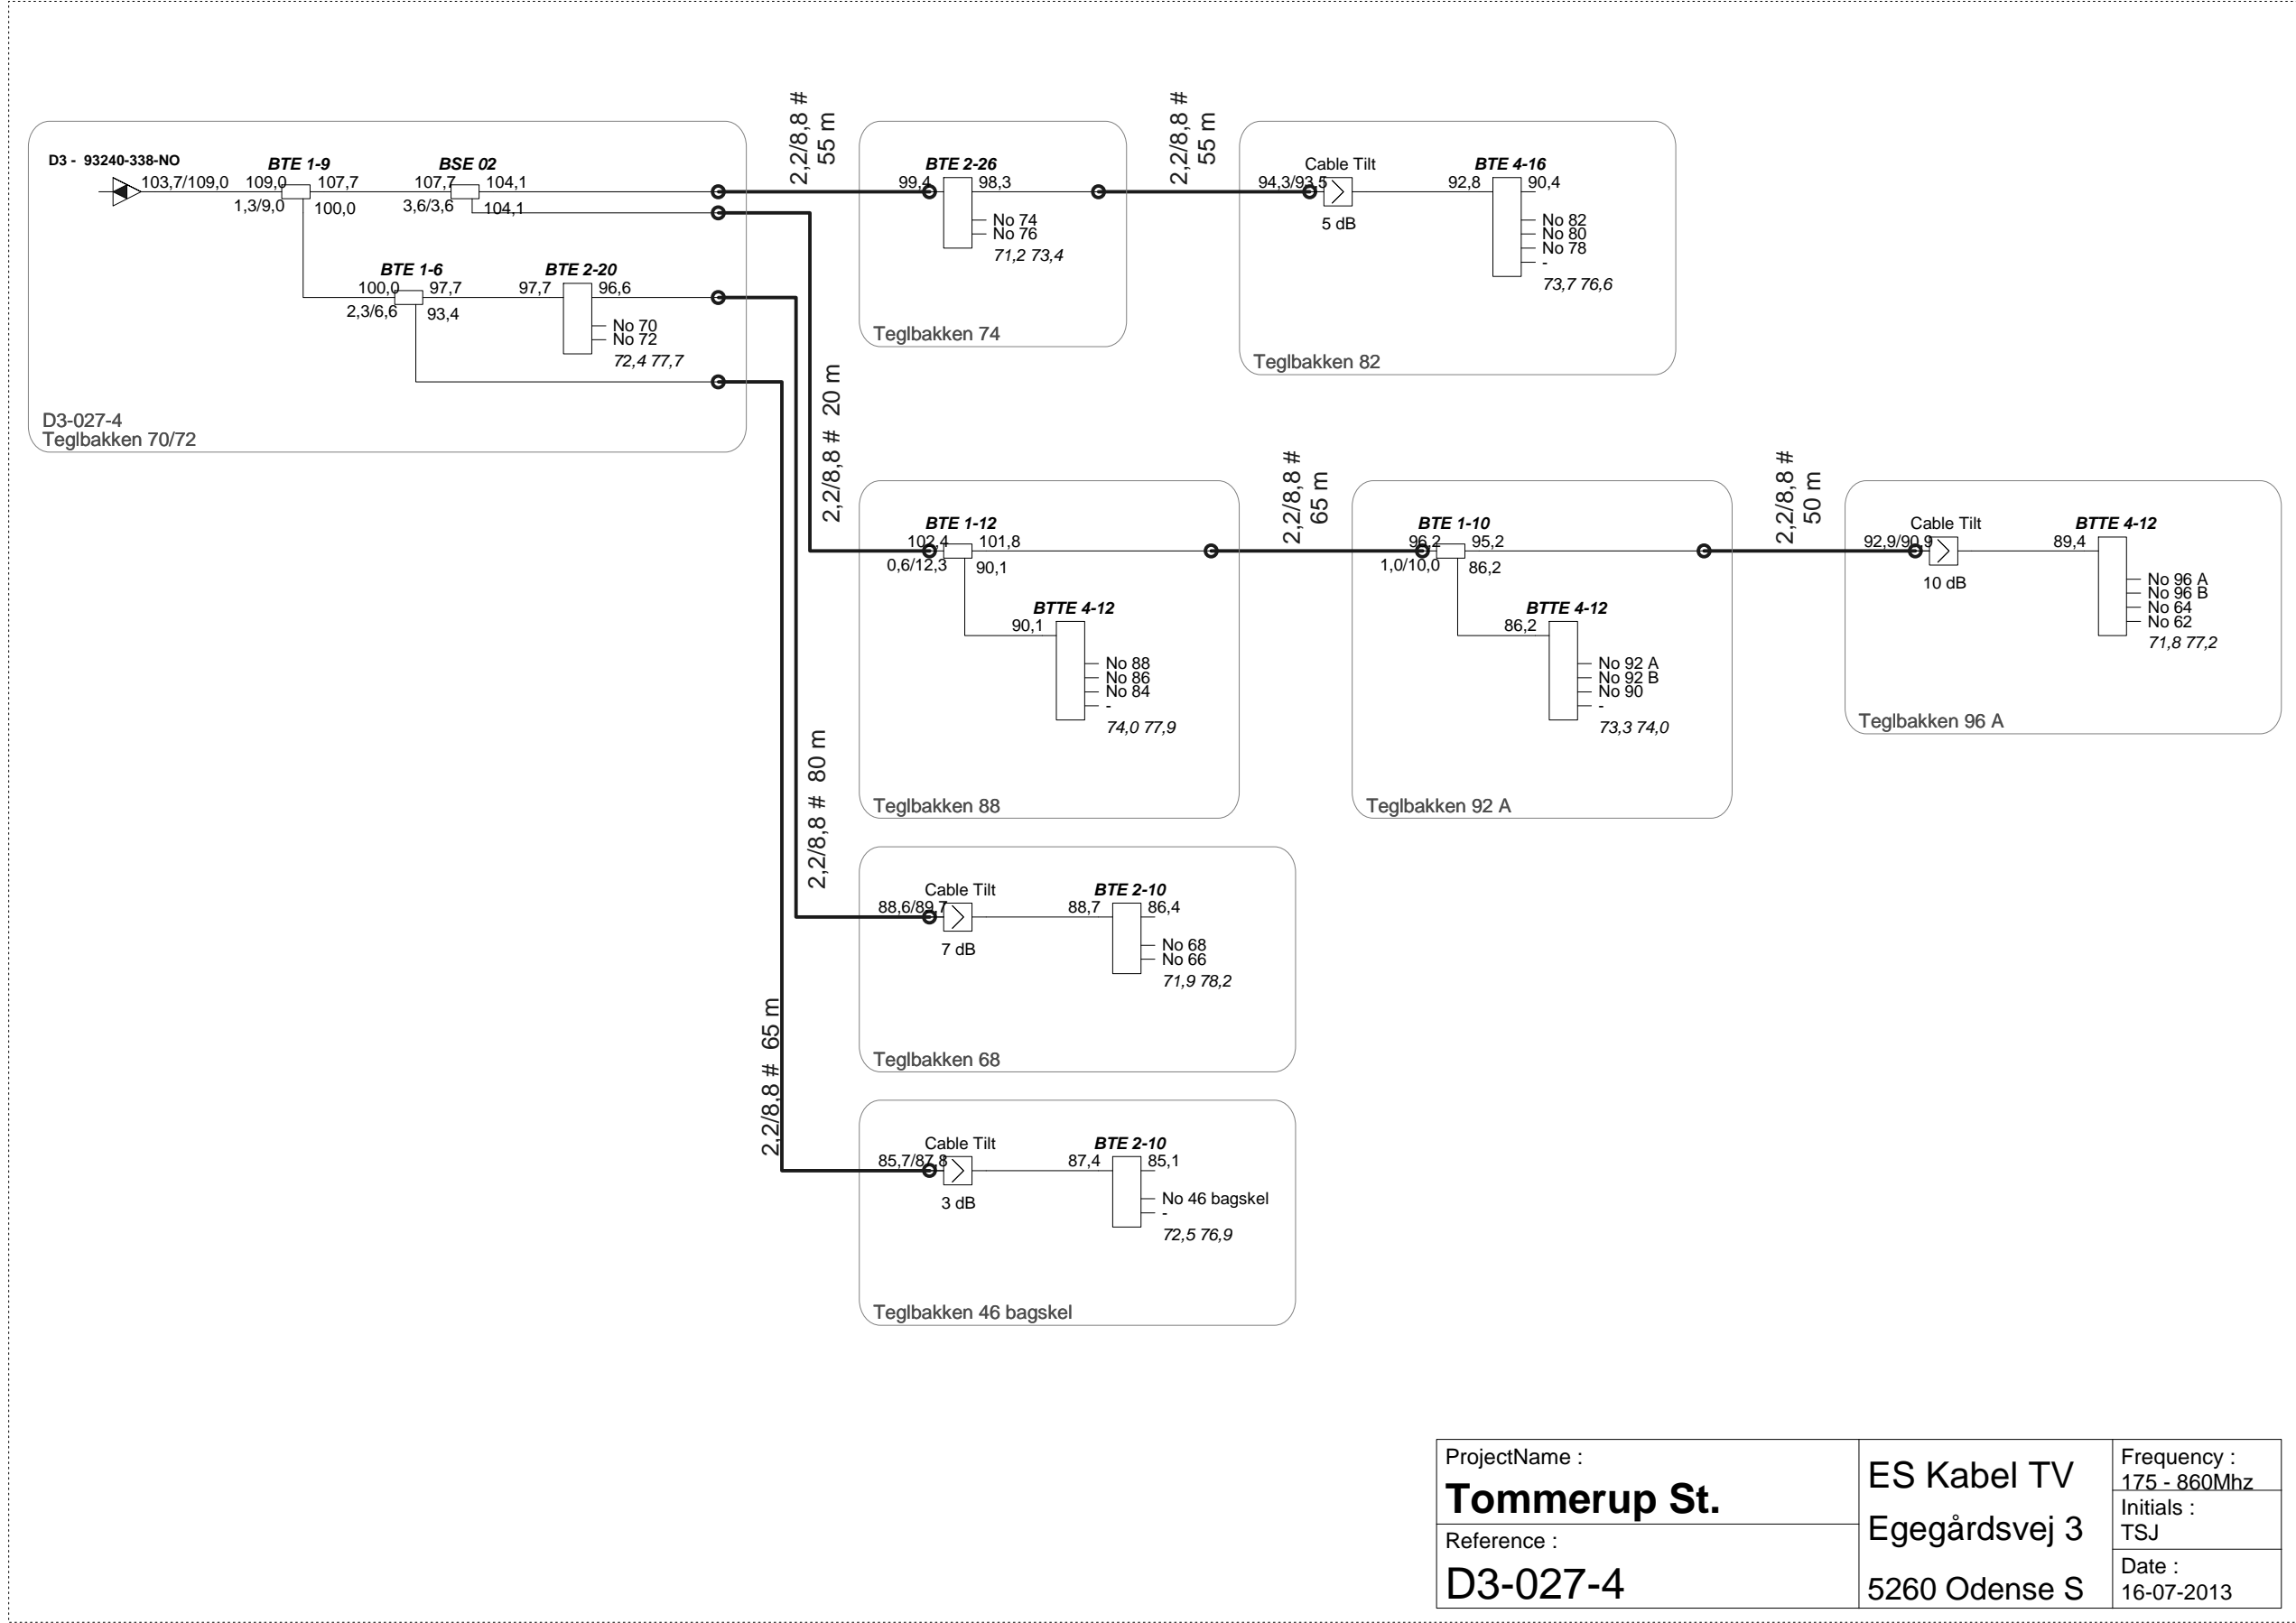 D3 - 93240-338-NO
103,7/109,0
BTE 1-9
109,0
107,7
1,3/9,0
100,0
BSE 02
107,7
104,1
3,6/3,6
104,1
BTE 1-6
100,0
97,7
2,3/6,6
93,4
BTE 2-20
97,7
96,6
No 70
No 72
72,4 77,7
D3-027-4
Teglbakken 70/72
2,2/8,8 #
55 m
BTE 2-26
99,4
98,3
No 74
No 76
71,2 73,4
Teglbakken 74
2,2/8,8 #
55 m
Cable Tilt
94,3/93,5
5 dB
BTE 4-16
92,8
90,4
No 82
No 80
No 78
-
73,7 76,6
Teglbakken 82
2,2/8,8 # 20 m
BTE 1-12
102,4
101,8
0,6/12,3
90,1
BTTE 4-12
90,1
No 88
No 86
No 84
-
74,0 77,9
Teglbakken 88
2,2/8,8 #
65 m
BTE 1-10
96,2
95,2
1,0/10,0
86,2
BTTE 4-12
86,2
No 92 A
No 92 B
No 90
-
73,3 74,0
Teglbakken 92 A
2,2/8,8 #
50 m
Cable Tilt
92,9/90,9
10 dB
BTTE 4-12
89,4
No 96 A
No 96 B
No 64
No 62
71,8 77,2
Teglbakken 96 A
2,2/8,8 # 80 m
Cable Tilt
88,6/89,7
7 dB
BTE 2-10
88,7
86,4
No 68
No 66
71,9 78,2
Teglbakken 68
2,2/8,8 # 65 m
Cable Tilt
85,7/87,8
3 dB
BTE 2-10
87,4
85,1
No 46 bagskel
-
72,5 76,9
Teglbakken 46 bagskel
ProjectName :
Tommerup St.
Reference :
D3-027-4
ES Kabel TV
Egegårdsvej 3
5260 Odense S
Frequency :
175 - 860Mhz
Initials :
TSJ
Date :
16-07-2013